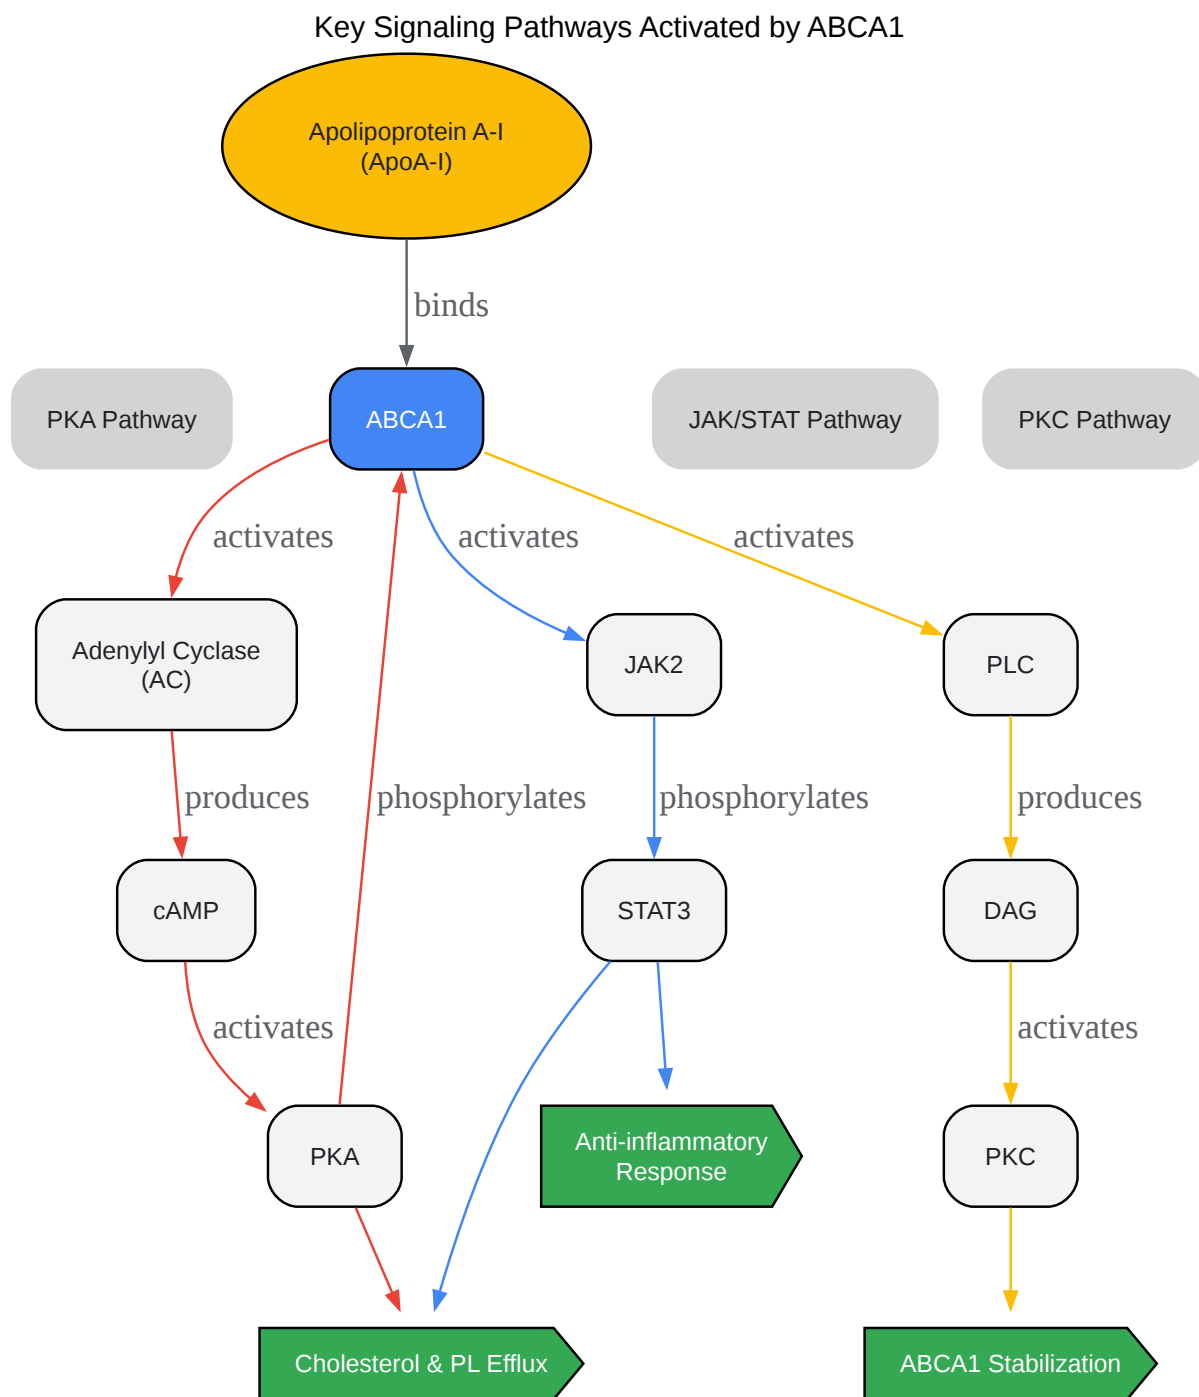 Key Signaling Pathways Activated by ABCA1
Apolipoprotein A-I
(ApoA-I)
binds
PKA Pathway
ABCA1
JAK/STAT Pathway
PKC Pathway
activates
activates
activates
Adenylyl Cyclase
(AC)
JAK2
PLC
produces
phosphorylates
phosphorylates
produces
cAMP
STAT3
DAG
activates
activates
PKA
Anti-inflammatory
Response
PKC
Cholesterol & PL Efflux
ABCA1 Stabilization